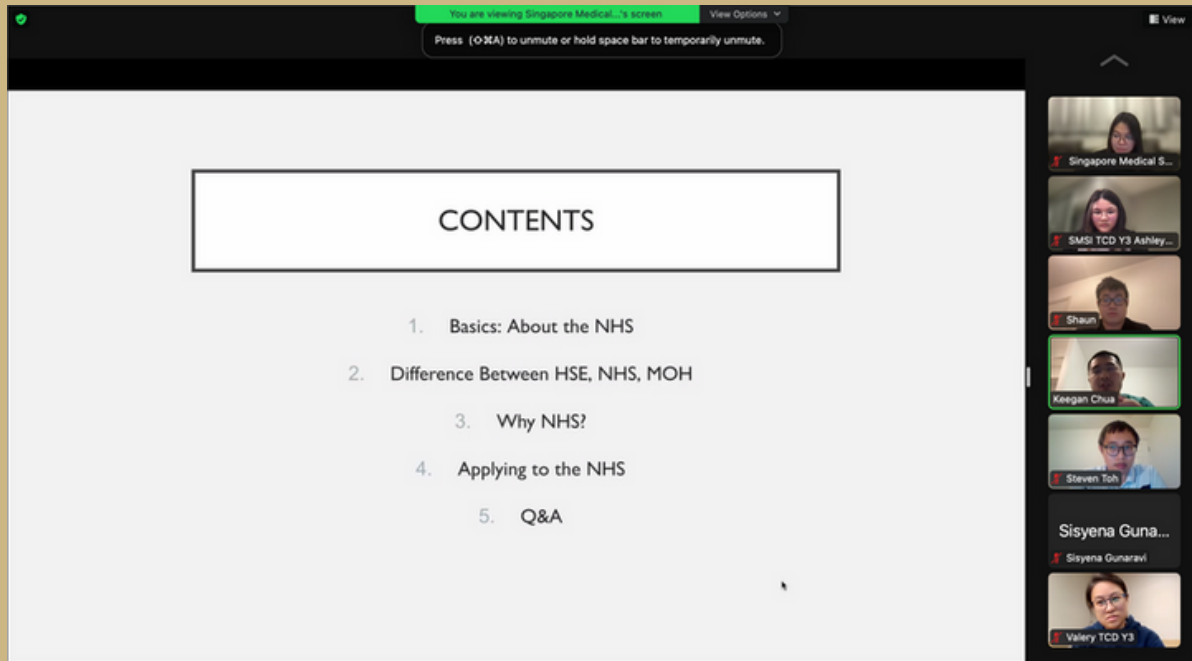 You are viewing Singapore Medical...'s screen
View Options
View
Press (⇧⌘A) to unmute or hold space bar to temporarily unmute.
CONTENTS
1. Basics: About the NHS
2. Difference Between HSE, NHS, MOH
3. Why NHS?
4. Applying to the NHS
5. Q&A
Singapore Medical S...
SMSI TCD Y3 Ashley...
Shaun
Keegan Chua
Steven Toh
Sisyena Guna...
Sisyena Gunaravi
Valery TCD Y3